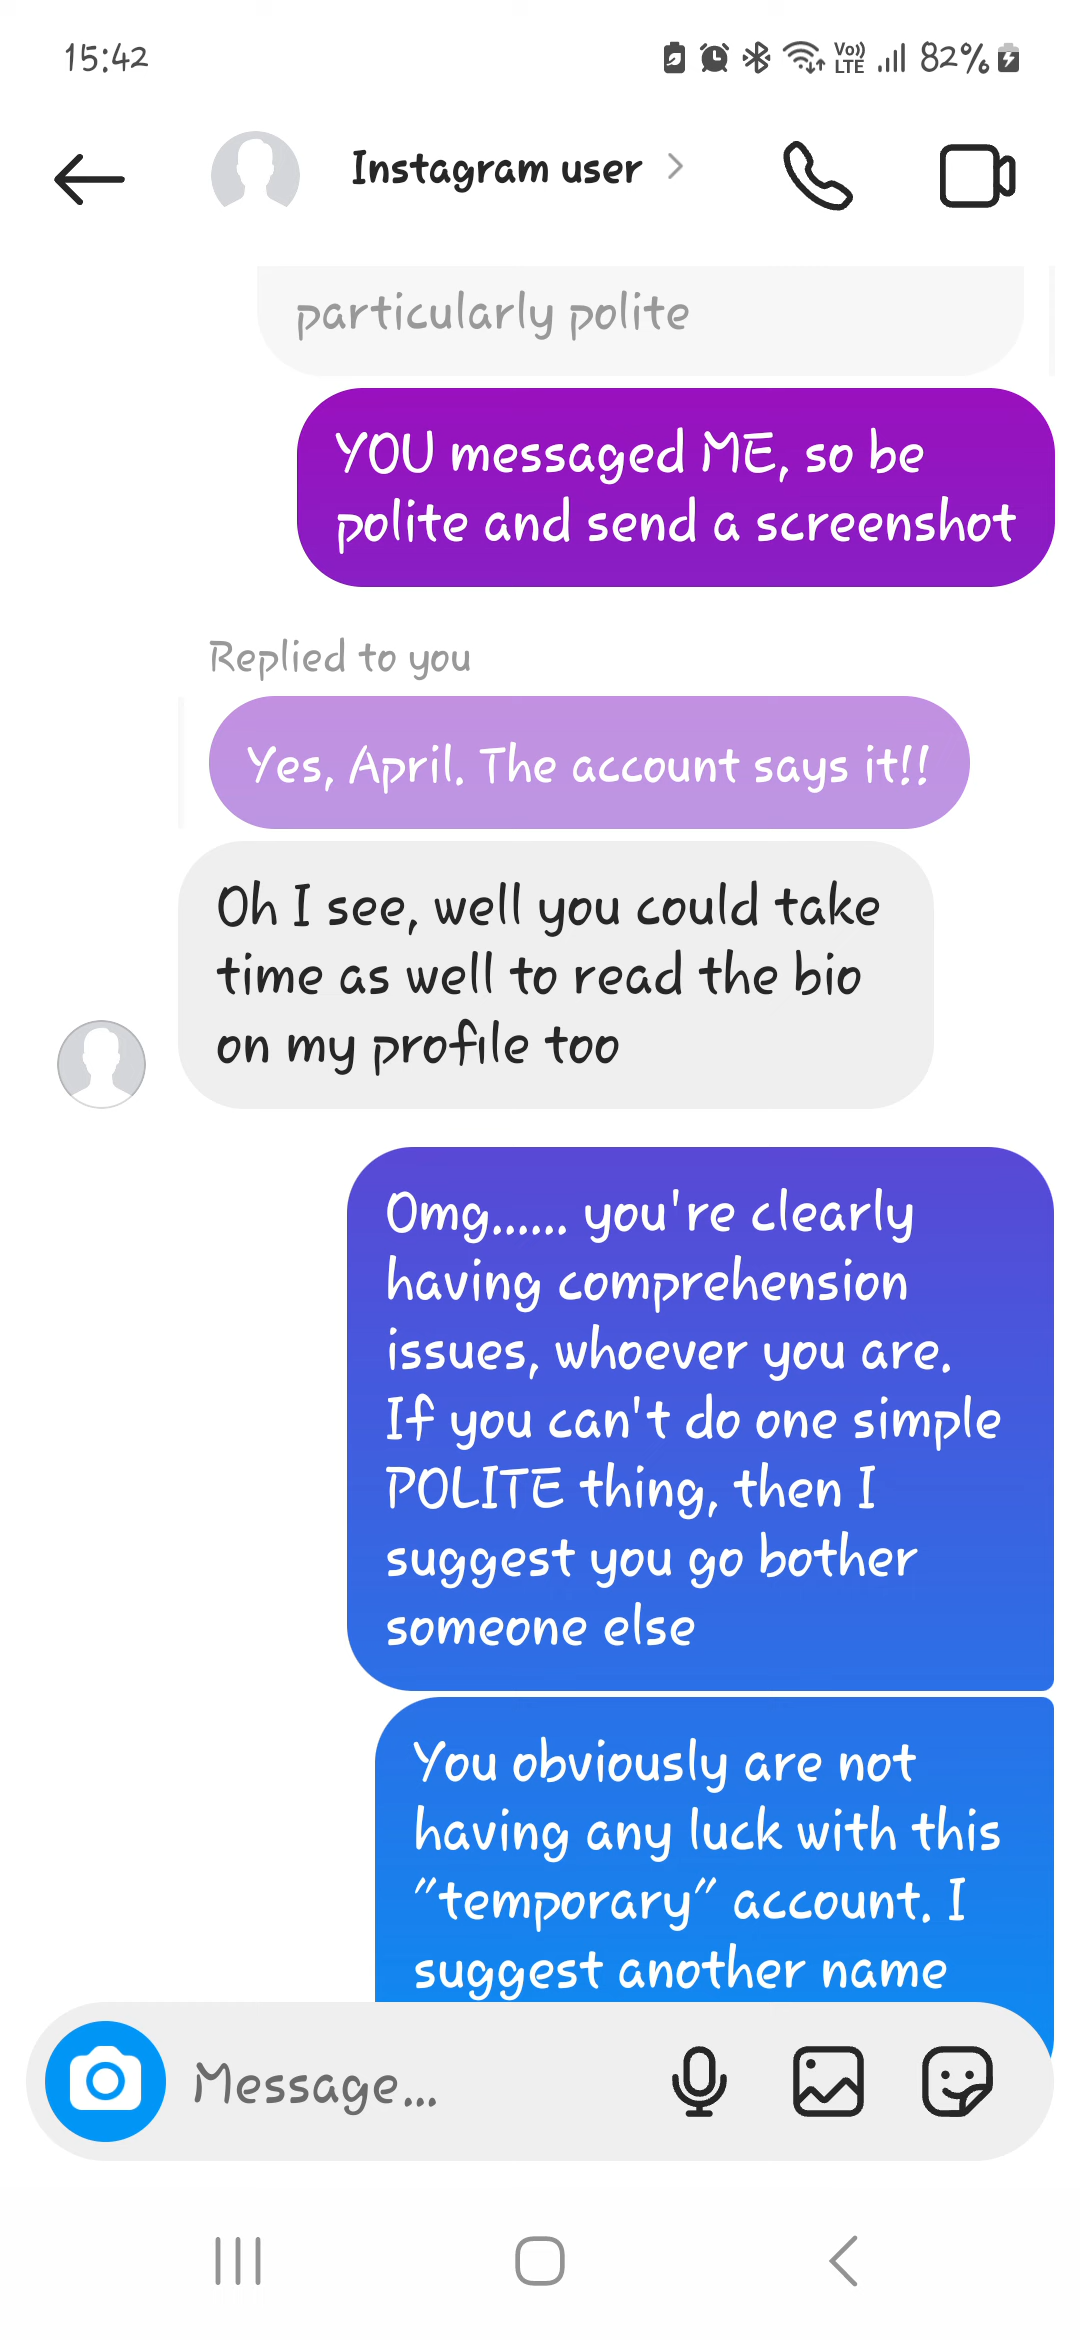 15:42
Vo))
LTE
82%
Instagram user
particularly polite
YOU messaged ME, so be
polite and send a screenshot
Replied to you
Yes, April. The account says it!!
Oh I see, well you could take
time as well to read the bio
on my profile too
Omg...... you're clearly
having comprehension
issues, whoever you are.
If you can't do one simple
POLITE thing, then I
suggest you go bother
someone else
You obviously are not
having any luck with this
"temporary" account. I
suggest another name
Message...